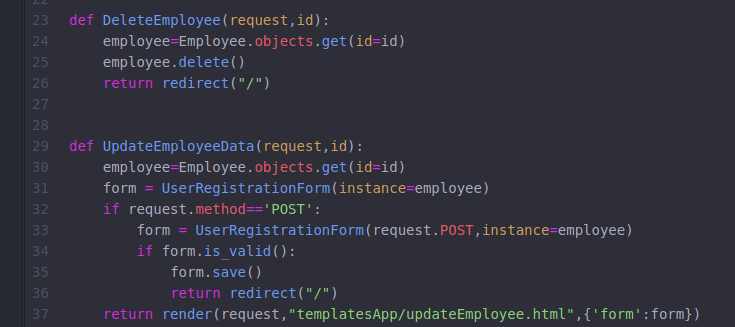 23 def DeleteEmployee(request,id):
24     employee=Employee.objects.get(id=id)
25     employee.delete()
26     return redirect("/")
27
28
29 def UpdateEmployeeData(request,id):
30     employee=Employee.objects.get(id=id)
31     form = UserRegistrationForm(instance=employee)
32     if request.method=='POST':
33         form = UserRegistrationForm(request.POST,instance=employee)
34         if form.is_valid():
35             form.save()
36             return redirect("/")
37     return render(request,"templatesApp/updateEmployee.html",{'form':form})